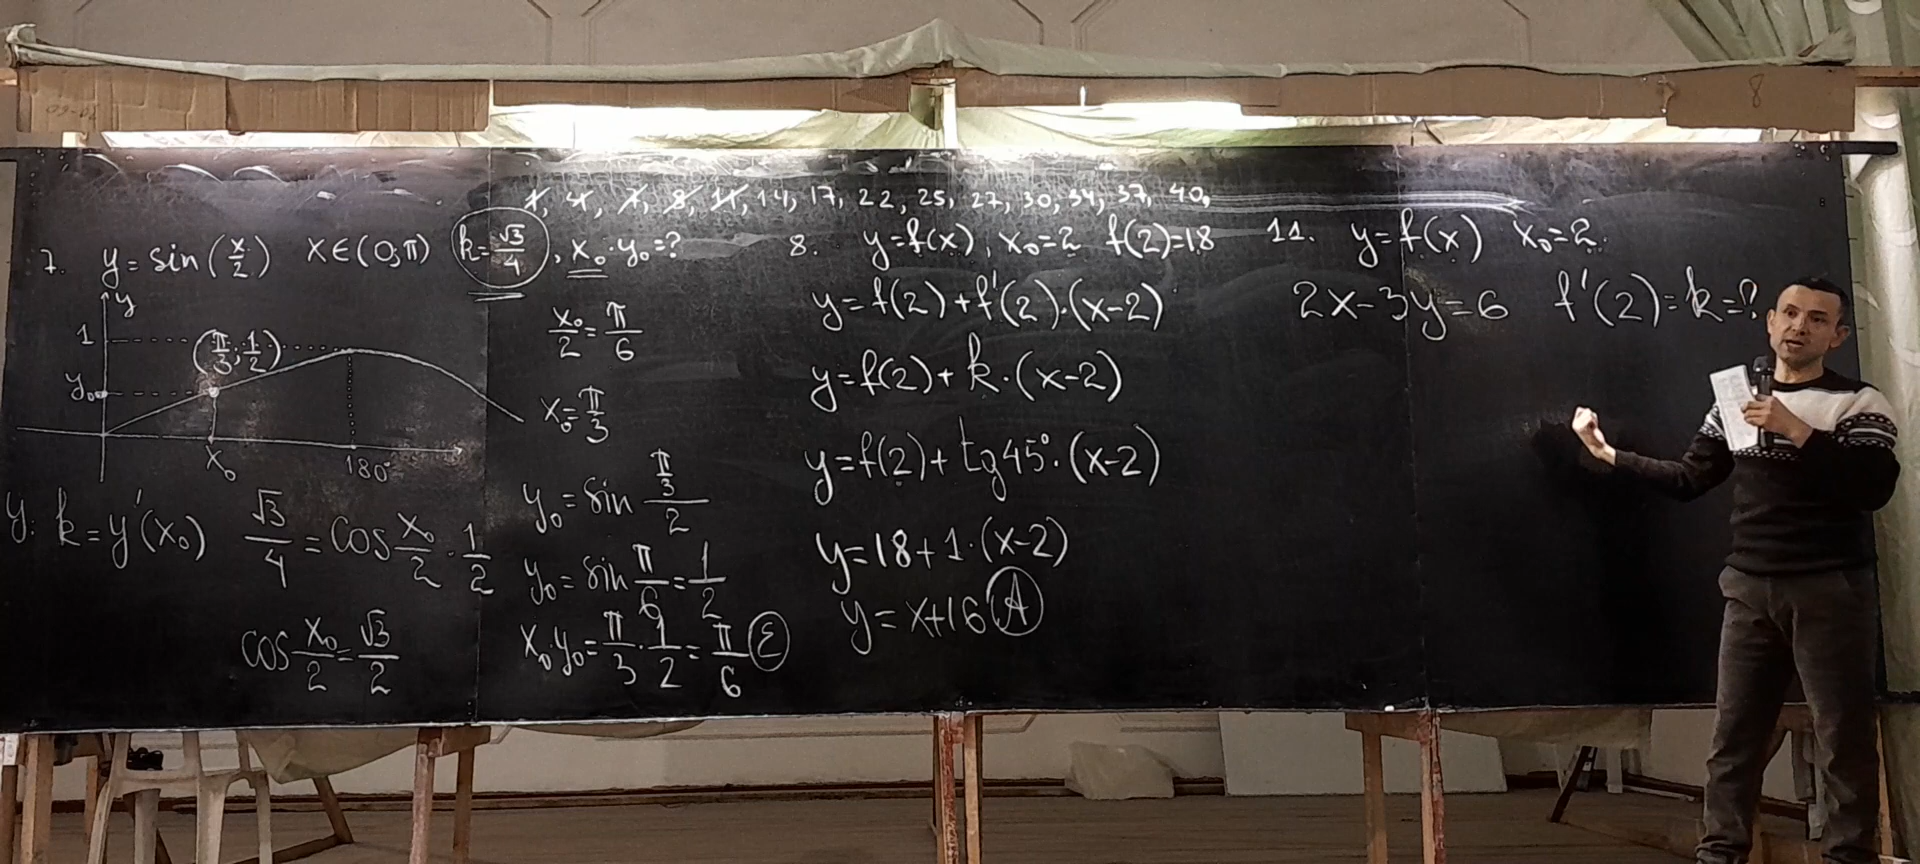 1, 4, 7, 8, 11, 14, 17, 22, 25, 27, 30, 34, 37, 40,
7. y = sin(x/2) x∈(0;π) k=√3/4, x₀·y₀=?
y
1
(π/3; 1/2)
y₀
x₀
180°
y: k=y'(x₀) √3/4 = cos x₀/2 · 1/2
cos x₀/2 = √3/2
x₀/2 = π/6
x₀ = π/3
y₀ = sin (π/3)/2
y₀ = sin π/6 = 1/2
x₀·y₀ = π/3 · 1/2 = π/6 (E)
8. y=f(x), x₀=2 f(2)=18
y=f(2)+f'(2)·(x-2)
y=f(2)+k·(x-2)
y=f(2)+tg45°·(x-2)
y=18+1·(x-2)
y=x+16 (A)
11. y=f(x) x₀=2.
2x-3y=6 f'(2)=k=?
8